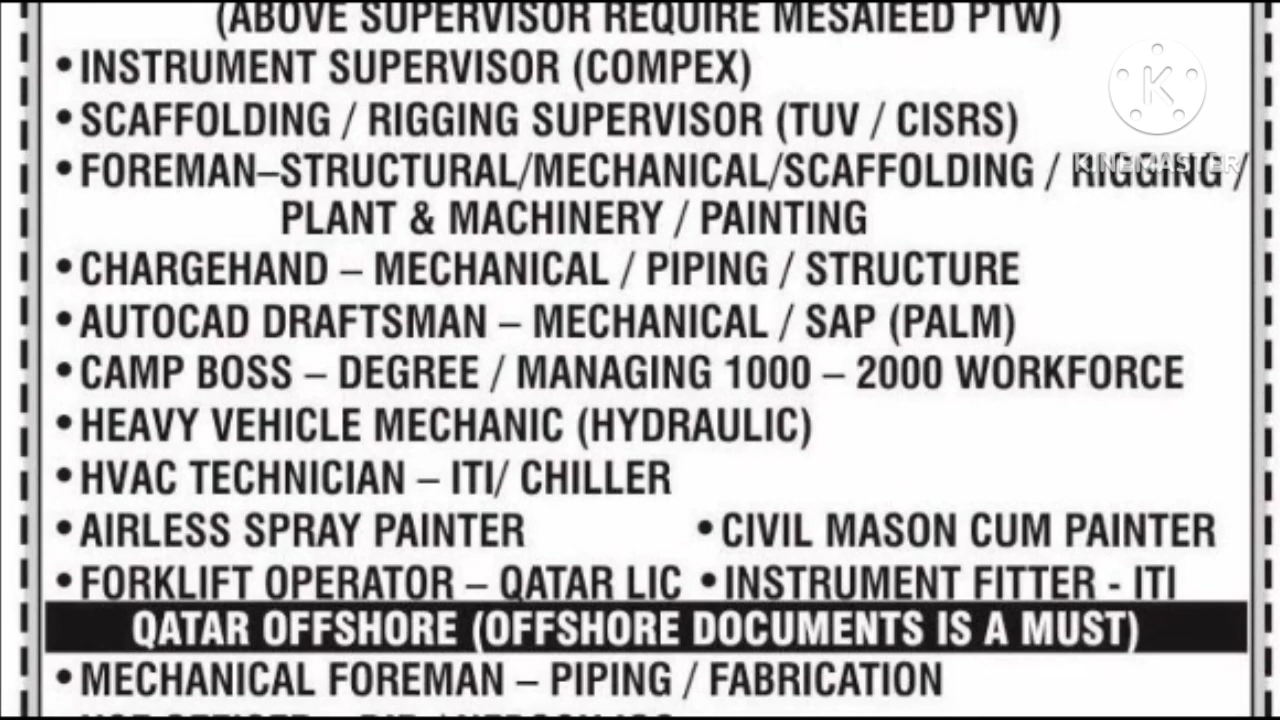 (ABOVE SUPERVISOR REQUIRE MESAIEED PTW)
•INSTRUMENT SUPERVISOR (COMPEX)
•SCAFFOLDING / RIGGING SUPERVISOR (TUV / CISRS)
•FOREMAN–STRUCTURAL/MECHANICAL/SCAFFOLDING / RIGGING /
PLANT & MACHINERY / PAINTING
•CHARGEHAND – MECHANICAL / PIPING / STRUCTURE
•AUTOCAD DRAFTSMAN – MECHANICAL / SAP (PALM)
•CAMP BOSS – DEGREE / MANAGING 1000 – 2000 WORKFORCE
•HEAVY VEHICLE MECHANIC (HYDRAULIC)
•HVAC TECHNICIAN – ITI/ CHILLER
•AIRLESS SPRAY PAINTER •CIVIL MASON CUM PAINTER
•FORKLIFT OPERATOR – QATAR LIC •INSTRUMENT FITTER - ITI
QATAR OFFSHORE (OFFSHORE DOCUMENTS IS A MUST)
•MECHANICAL FOREMAN – PIPING / FABRICATION
K
KINEMASTER